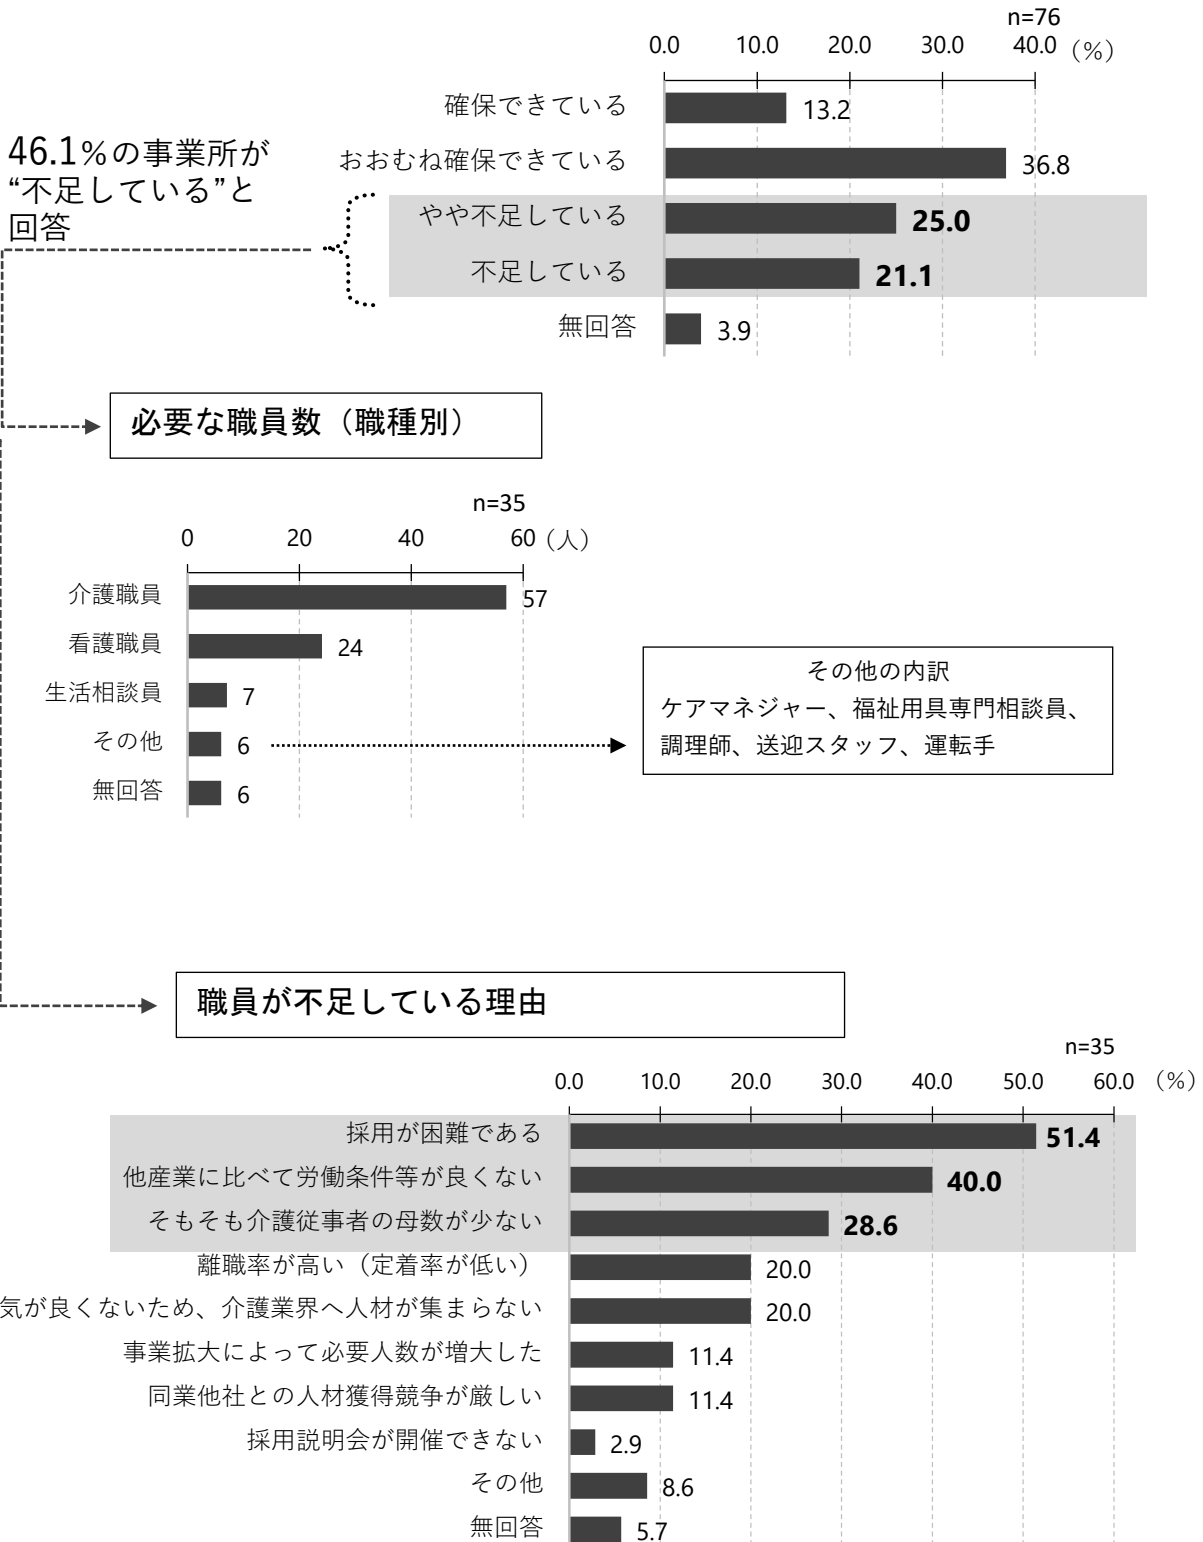 n=76
0.0 10.0 20.0 30.0 40.0 (%)
確保できている 13.2
46.1%の事業所が
“不足している”と
回答
おおむね確保できている 36.8
やや不足している 25.0
不足している 21.1
無回答 3.9
必要な職員数（職種別）
n=35
0 20 40 60（人）
介護職員 57
看護職員 24
生活相談員 7
その他 6
無回答 6
その他の内訳
ケアマネジャー、福祉用具専門相談員、
調理師、送迎スタッフ、運転手
職員が不足している理由
n=35
0.0 10.0 20.0 30.0 40.0 50.0 60.0 (%)
採用が困難である 51.4
他産業に比べて労働条件等が良くない 40.0
そもそも介護従事者の母数が少ない 28.6
離職率が高い（定着率が低い） 20.0
気が良くないため、介護業界へ人材が集まらない 20.0
事業拡大によって必要人数が増大した 11.4
同業他社との人材獲得競争が厳しい 11.4
採用説明会が開催できない 2.9
その他 8.6
無回答 5.7